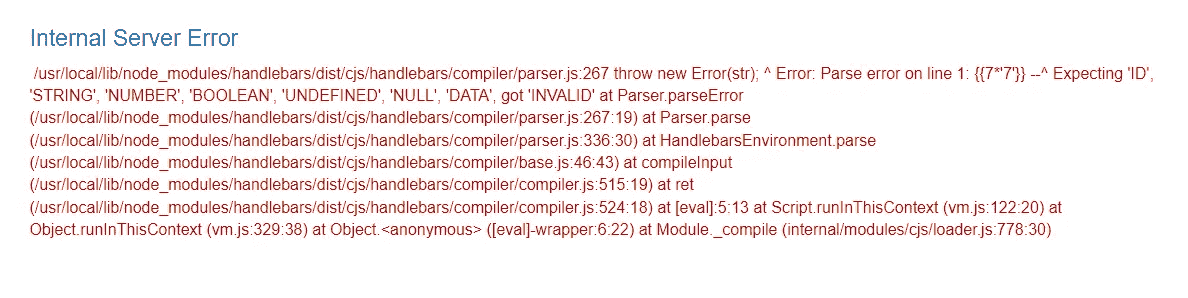 Internal Server Error
/usr/local/lib/node_modules/handlebars/dist/cjs/handlebars/compiler/parser.js:267 throw new Error(str); ^ Error: Parse error on line 1: {{7*'7'}} --^ Expecting 'ID',
'STRING', 'NUMBER', 'BOOLEAN', 'UNDEFINED', 'NULL', 'DATA', got 'INVALID' at Parser.parseError
(/usr/local/lib/node_modules/handlebars/dist/cjs/handlebars/compiler/parser.js:267:19) at Parser.parse
(/usr/local/lib/node_modules/handlebars/dist/cjs/handlebars/compiler/parser.js:336:30) at HandlebarsEnvironment.parse
(/usr/local/lib/node_modules/handlebars/dist/cjs/handlebars/compiler/base.js:46:43) at compileInput
(/usr/local/lib/node_modules/handlebars/dist/cjs/handlebars/compiler/compiler.js:515:19) at ret
(/usr/local/lib/node_modules/handlebars/dist/cjs/handlebars/compiler/compiler.js:524:18) at [eval]:5:13 at Script.runInThisContext (vm.js:122:20) at
Object.runInThisContext (vm.js:329:38) at Object.<anonymous> ([eval]-wrapper:6:22) at Module._compile (internal/modules/cjs/loader.js:778:30)